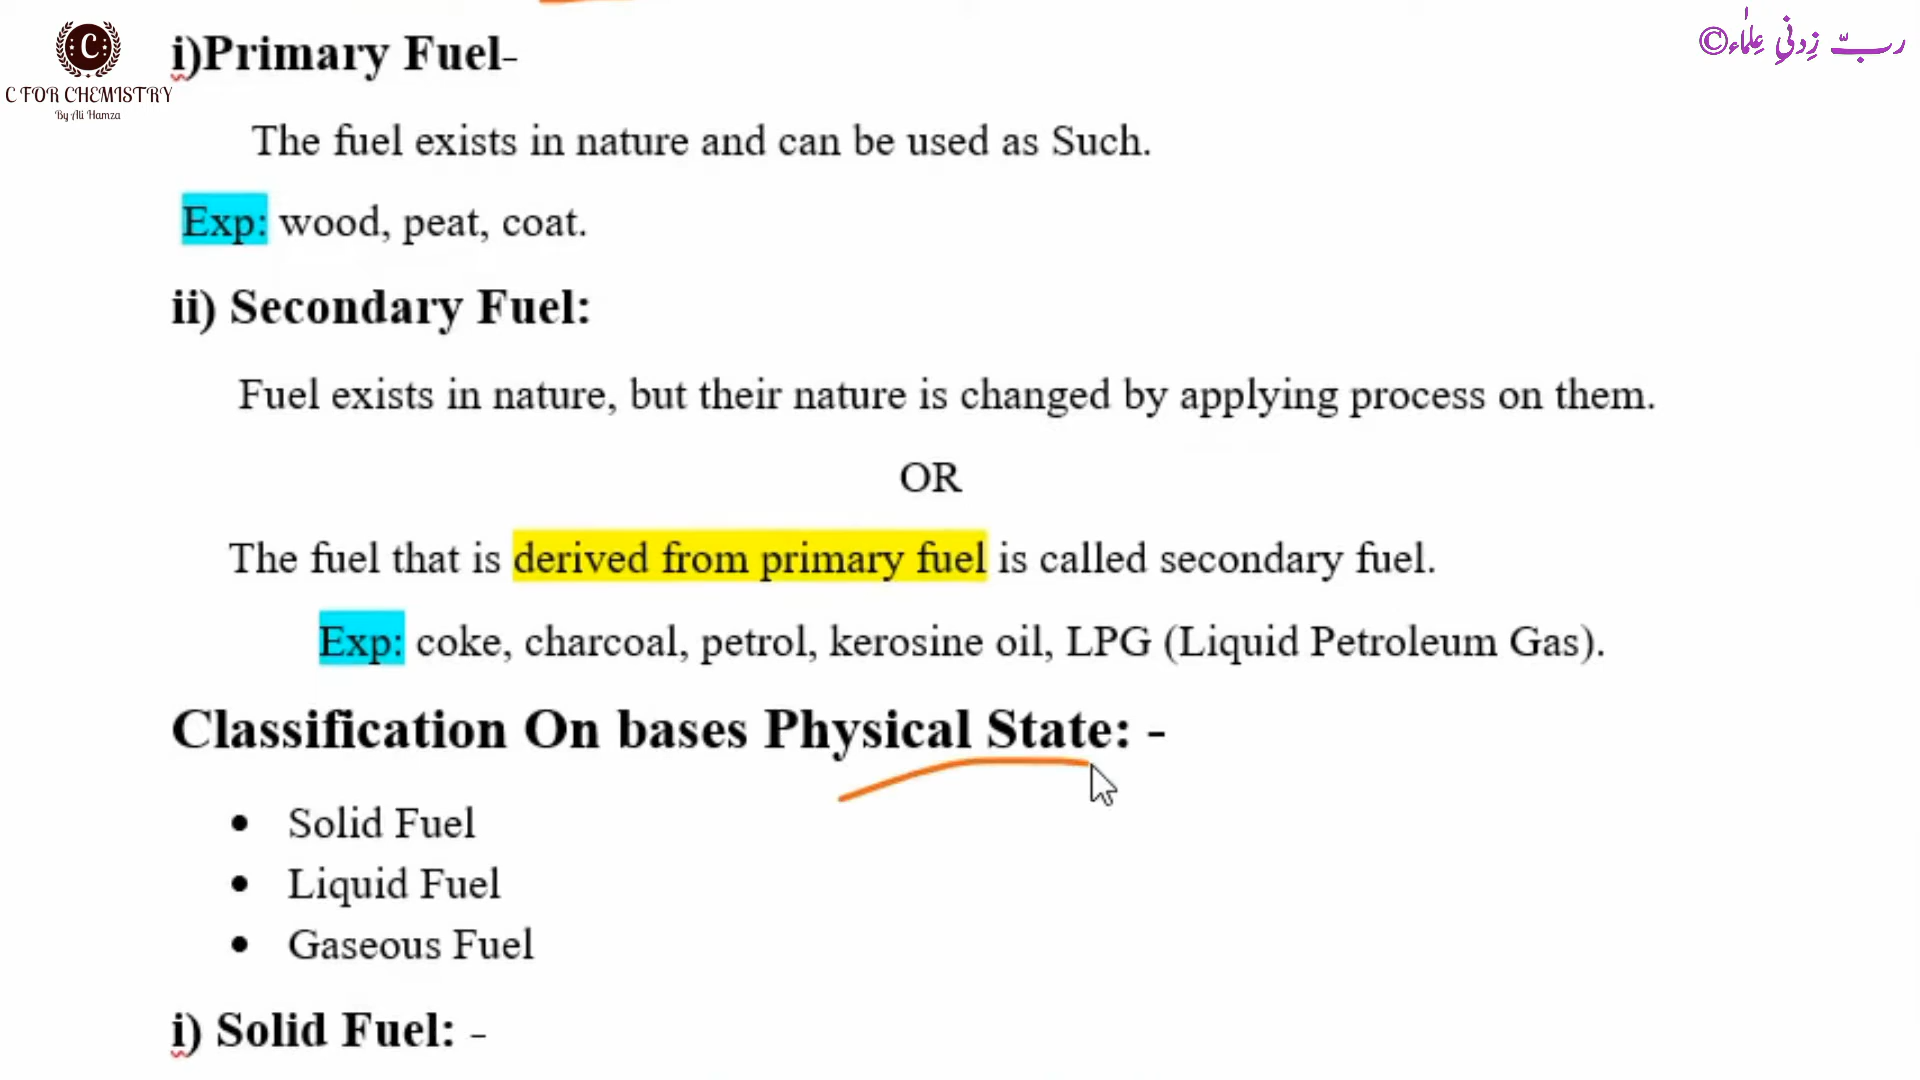 C
C FOR CHEMISTRY
By Ali Hamza
ربّ زِدنیِ عِلمًاء©
i)Primary Fuel-
The fuel exists in nature and can be used as Such.
Exp: wood, peat, coat.
ii) Secondary Fuel:
Fuel exists in nature, but their nature is changed by applying process on them.
OR
The fuel that is derived from primary fuel is called secondary fuel.
Exp: coke, charcoal, petrol, kerosine oil, LPG (Liquid Petroleum Gas).
Classification On bases Physical State: -
• Solid Fuel
• Liquid Fuel
• Gaseous Fuel
i) Solid Fuel: -